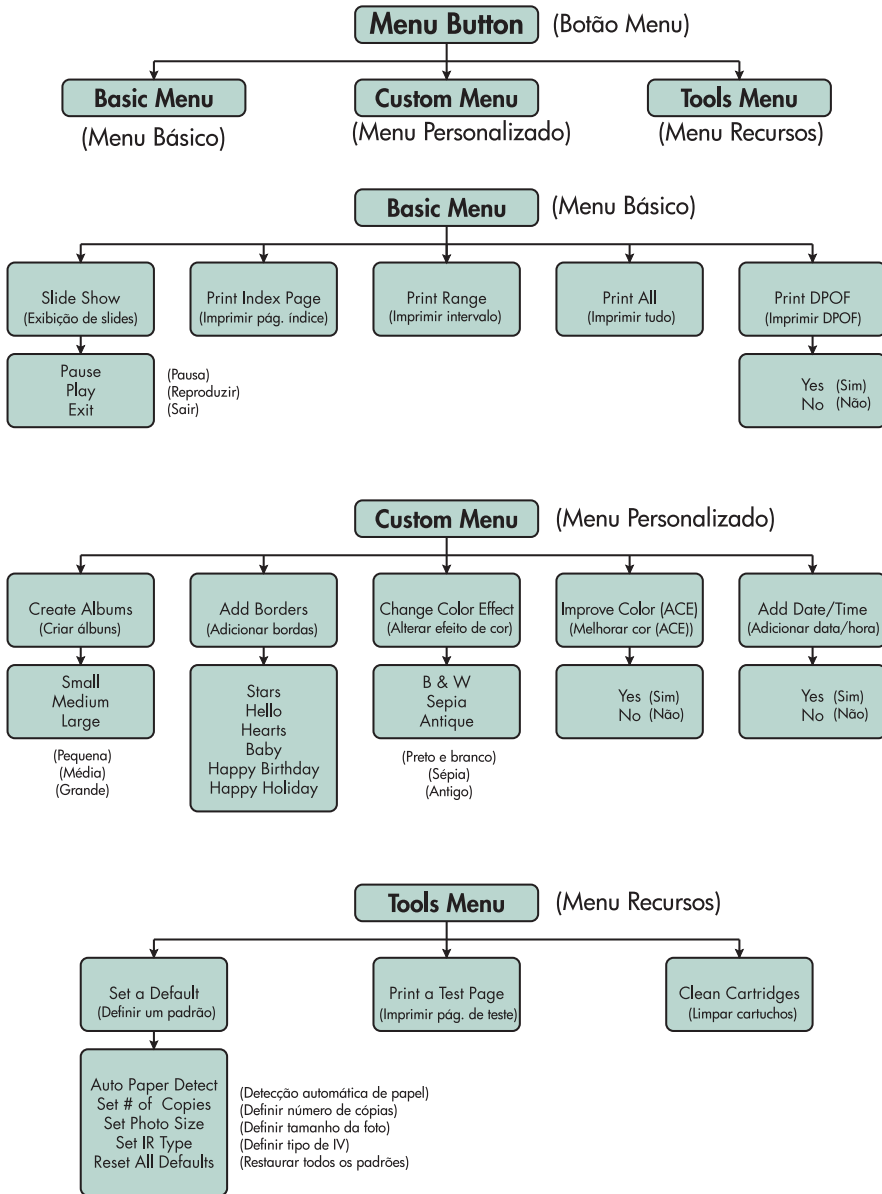 Menu Button (Botão Menu)
Basic Menu Custom Menu Tools Menu
(Menu Básico) (Menu Personalizado) (Menu Recursos)
Basic Menu (Menu Básico)
Slide Show Print Index Page Print Range Print All Print DPOF
(Exibição de slides) (Imprimir pág. índice) (Imprimir intervalo) (Imprimir tudo) (Imprimir DPOF)
Pause (Pausa)
Play (Reproduzir)
Exit (Sair)
Yes (Sim)
No (Não)
Custom Menu (Menu Personalizado)
Create Albums Add Borders Change Color Effect Improve Color (ACE) Add Date/Time
(Criar álbuns) (Adicionar bordas) (Alterar efeito de cor) (Melhorar cor (ACE)) (Adicionar data/hora)
Small
Medium
Large
(Pequena)
(Média)
(Grande)
Stars
Hello
Hearts
Baby
Happy Birthday
Happy Holiday
B & W
Sepia
Antique
(Preto e branco)
(Sépia)
(Antigo)
Yes (Sim)
No (Não)
Yes (Sim)
No (Não)
Tools Menu (Menu Recursos)
Set a Default Print a Test Page Clean Cartridges
(Definir um padrão) (Imprimir pág. de teste) (Limpar cartuchos)
Auto Paper Detect (Detecção automática de papel)
Set # of Copies (Definir número de cópias)
Set Photo Size (Definir tamanho da foto)
Set IR Type (Definir tipo de IV)
Reset All Defaults (Restaurar todos os padrões)